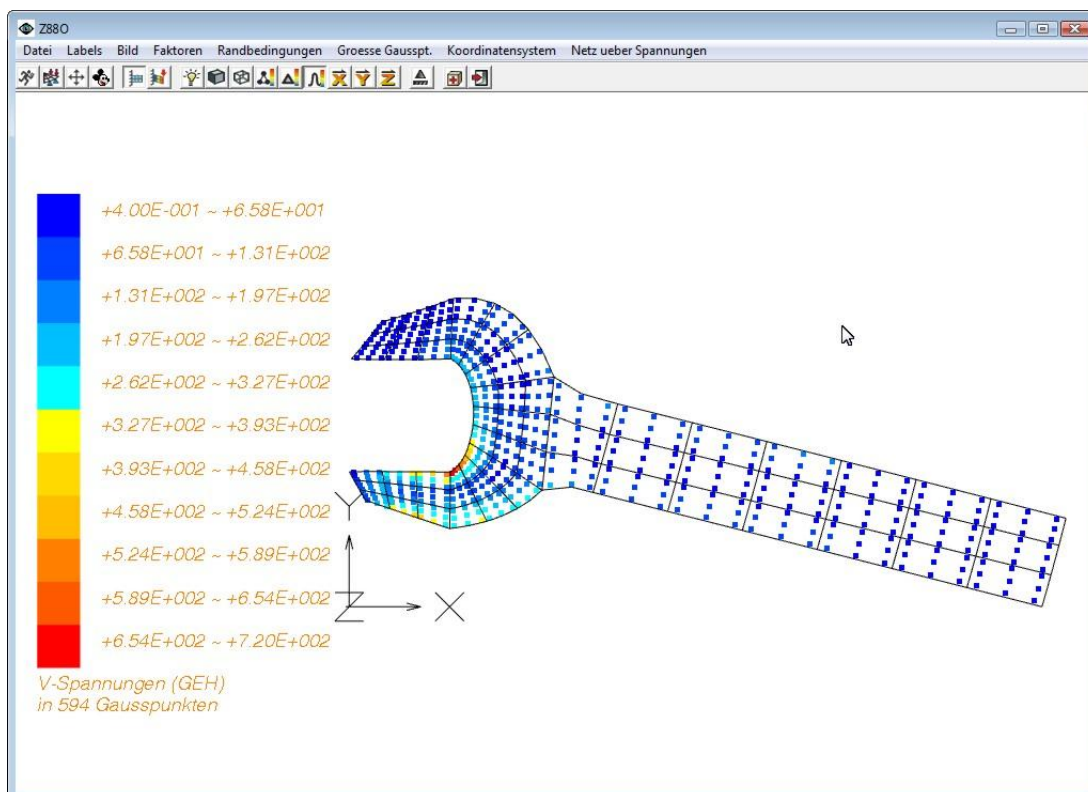 Z88O
Datei Labels Bild Faktoren Randbedingungen Groesse Gausspt. Koordinatensystem Netz ueber Spannungen
X Y Z
+4.00E-001 ~ +6.58E+001
+6.58E+001 ~ +1.31E+002
+1.31E+002 ~ +1.97E+002
+1.97E+002 ~ +2.62E+002
+2.62E+002 ~ +3.27E+002
+3.27E+002 ~ +3.93E+002
+3.93E+002 ~ +4.58E+002
+4.58E+002 ~ +5.24E+002
+5.24E+002 ~ +5.89E+002
+5.89E+002 ~ +6.54E+002
+6.54E+002 ~ +7.20E+002
Y
Z X
V-Spannungen (GEH)
in 594 Gausspunkten